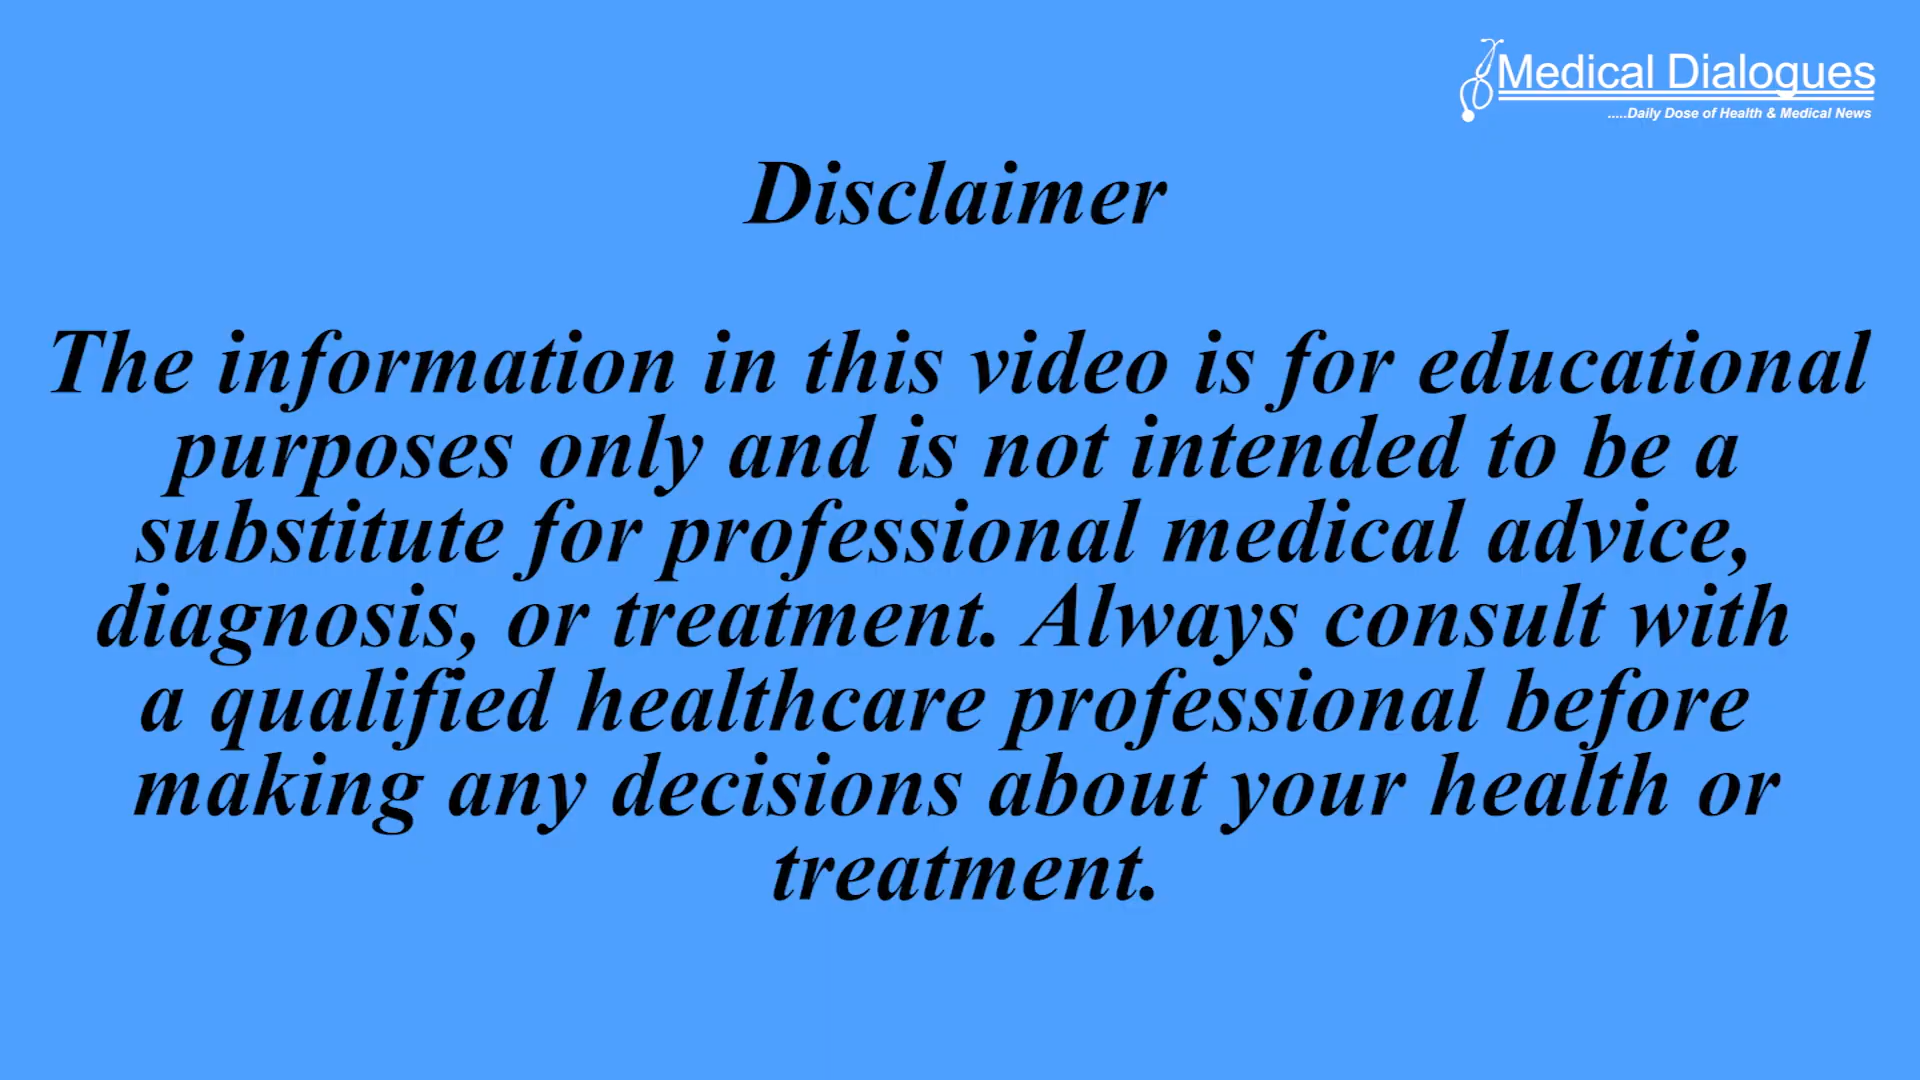 Medical Dialogues
.....Daily Dose of Health & Medical News
Disclaimer
The information in this video is for educational
purposes only and is not intended to be a
substitute for professional medical advice,
diagnosis, or treatment. Always consult with
a qualified healthcare professional before
making any decisions about your health or
treatment.